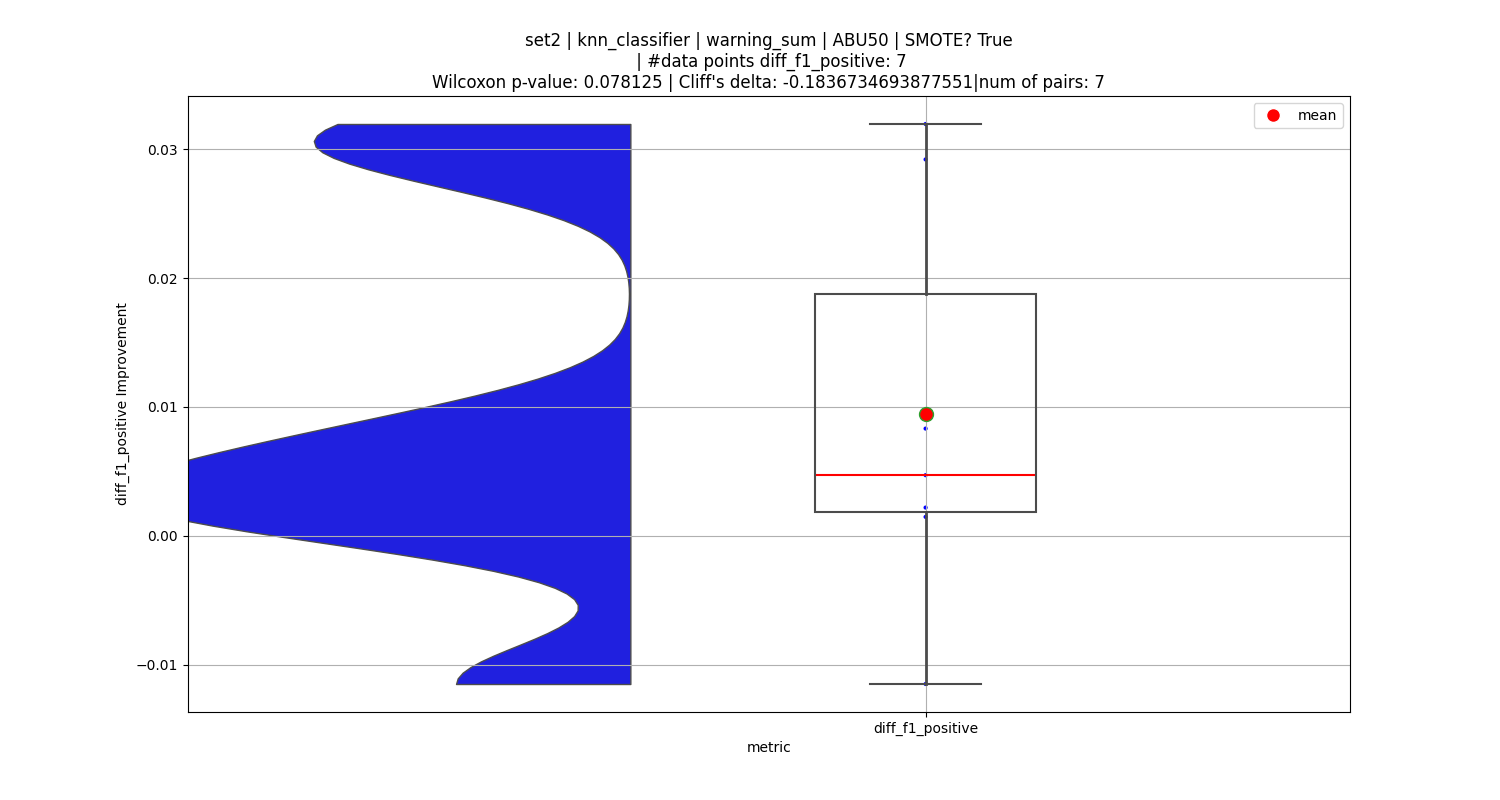 set2 | knn_classifier | warning_sum | ABU50 | SMOTE? True
| #data points diff_f1_positive: 7
Wilcoxon p-value: 0.078125 | Cliff's delta: -0.1836734693877551|num of pairs: 7
mean
0.03
0.02
0.01
0.00
−0.01
diff_f1_positive Improvement
diff_f1_positive
metric